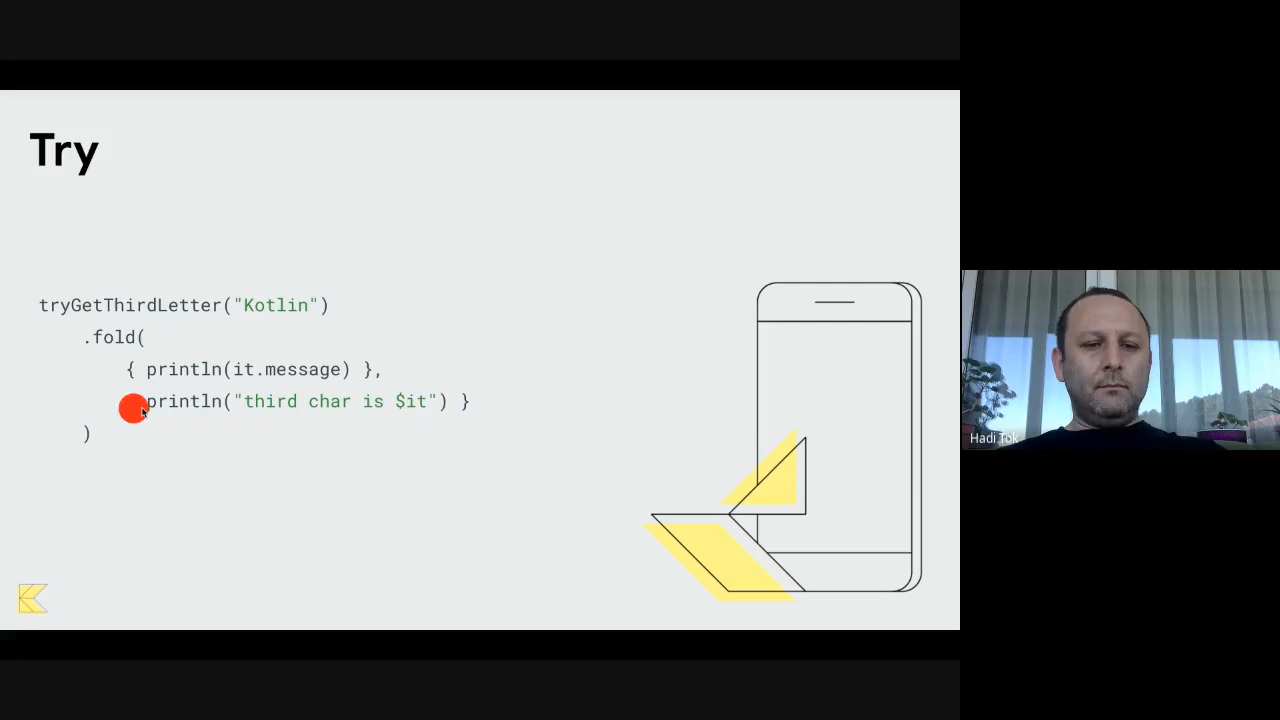 Try
tryGetThirdLetter("Kotlin")
.fold(
{ println(it.message) },
println("third char is $it") }
)
Hadi Tok